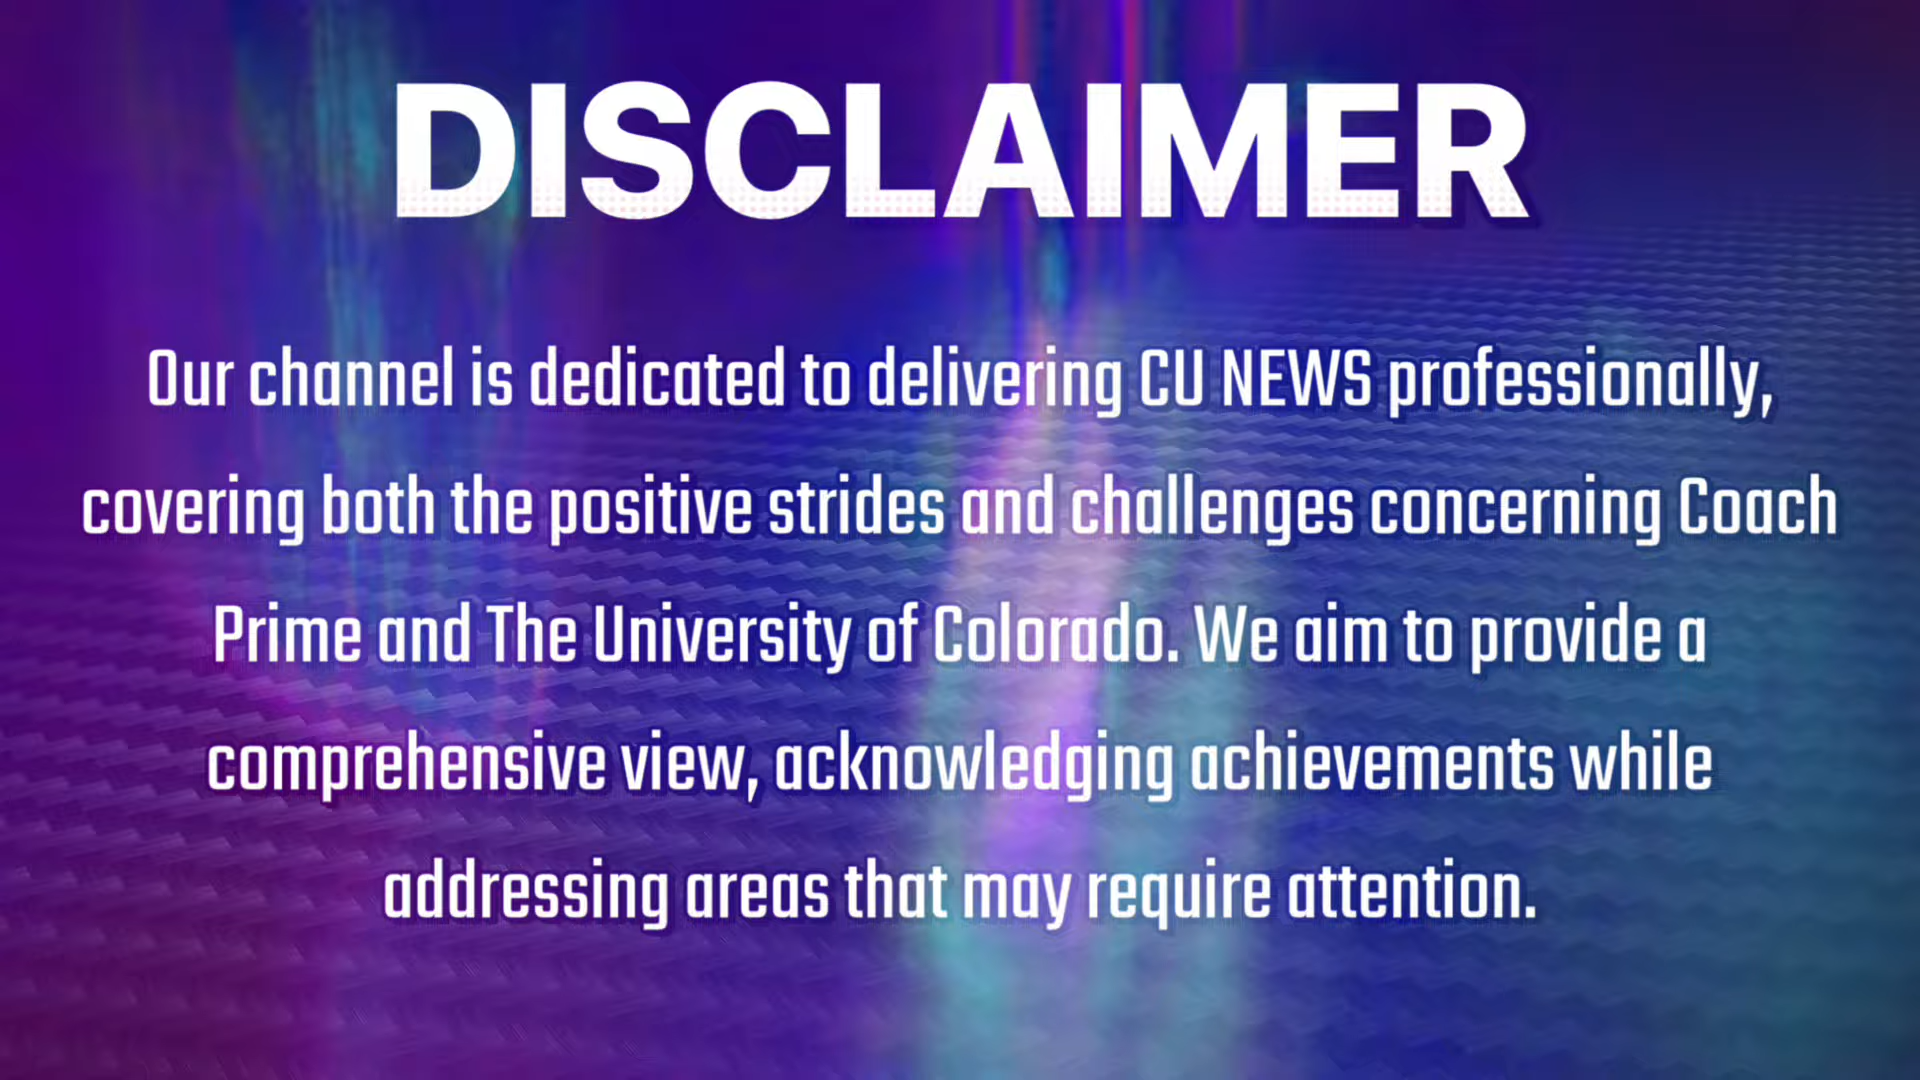 DISCLAIMER
Our channel is dedicated to delivering CU NEWS professionally,
covering both the positive strides and challenges concerning Coach
Prime and The University of Colorado. We aim to provide a
comprehensive view, acknowledging achievements while
addressing areas that may require attention.